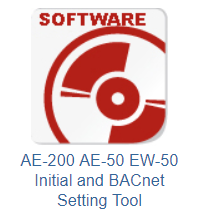 SOFTWARE
AE-200 AE-50 EW-50
Initial and BACnet
Setting Tool